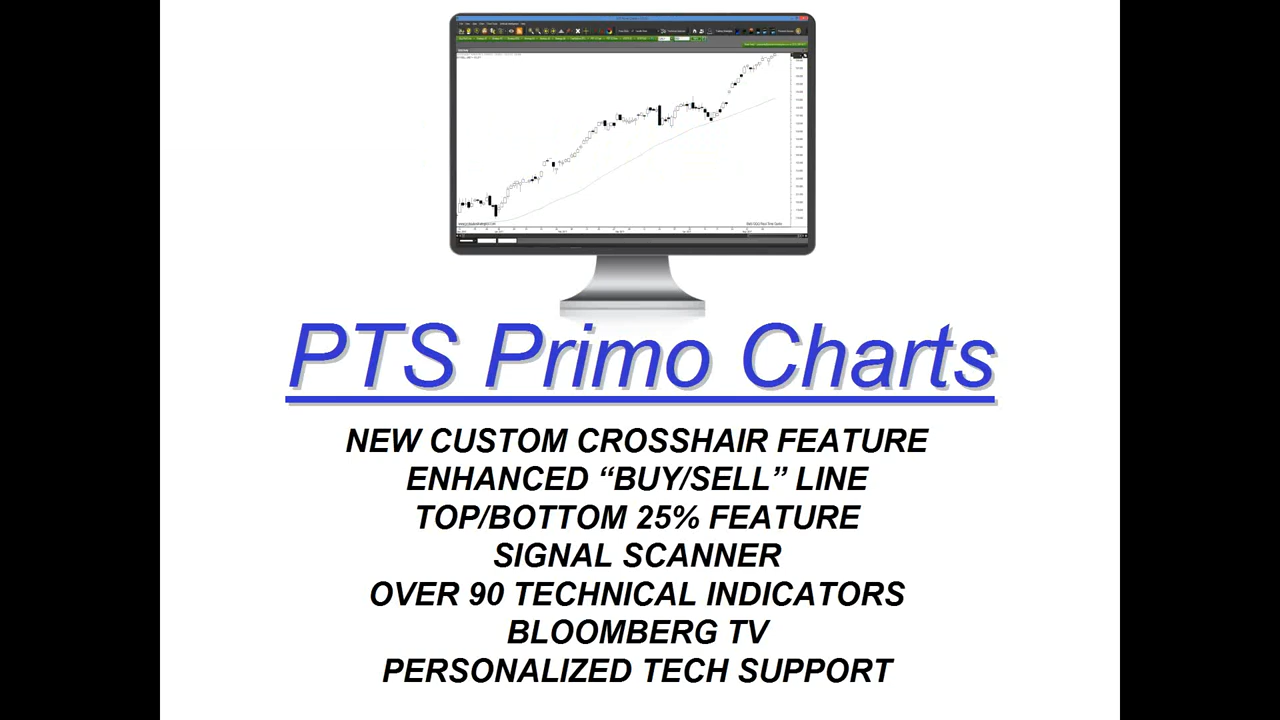 PTS Primo Charts
NEW CUSTOM CROSSHAIR FEATURE
ENHANCED “BUY/SELL” LINE
TOP/BOTTOM 25% FEATURE
SIGNAL SCANNER
OVER 90 TECHNICAL INDICATORS
BLOOMBERG TV
PERSONALIZED TECH SUPPORT